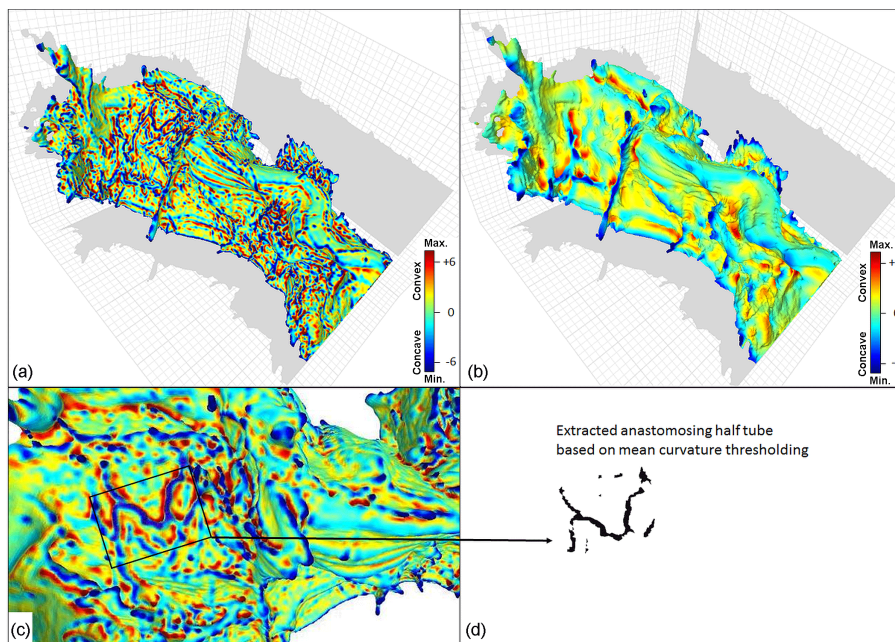 Max.
+6
Convex
0
Concave
-6
Min.
(a)
Max.
Convex
0
Concave
Min.
(b)
Extracted anastomosing half tube
based on mean curvature thresholding
(c)
(d)